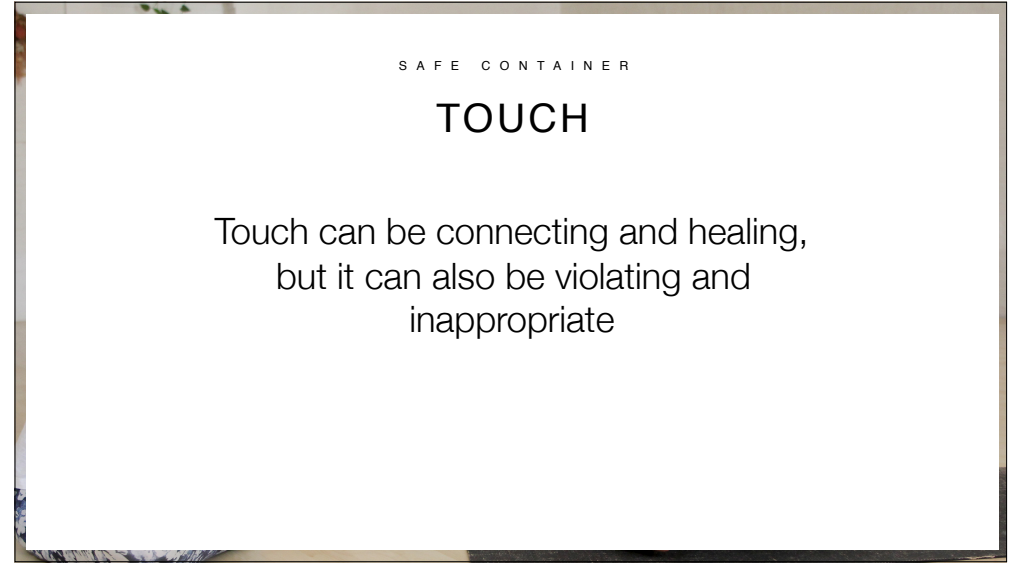 SAFE CONTAINER
TOUCH
Touch can be connecting and healing,
but it can also be violating and
inappropriate